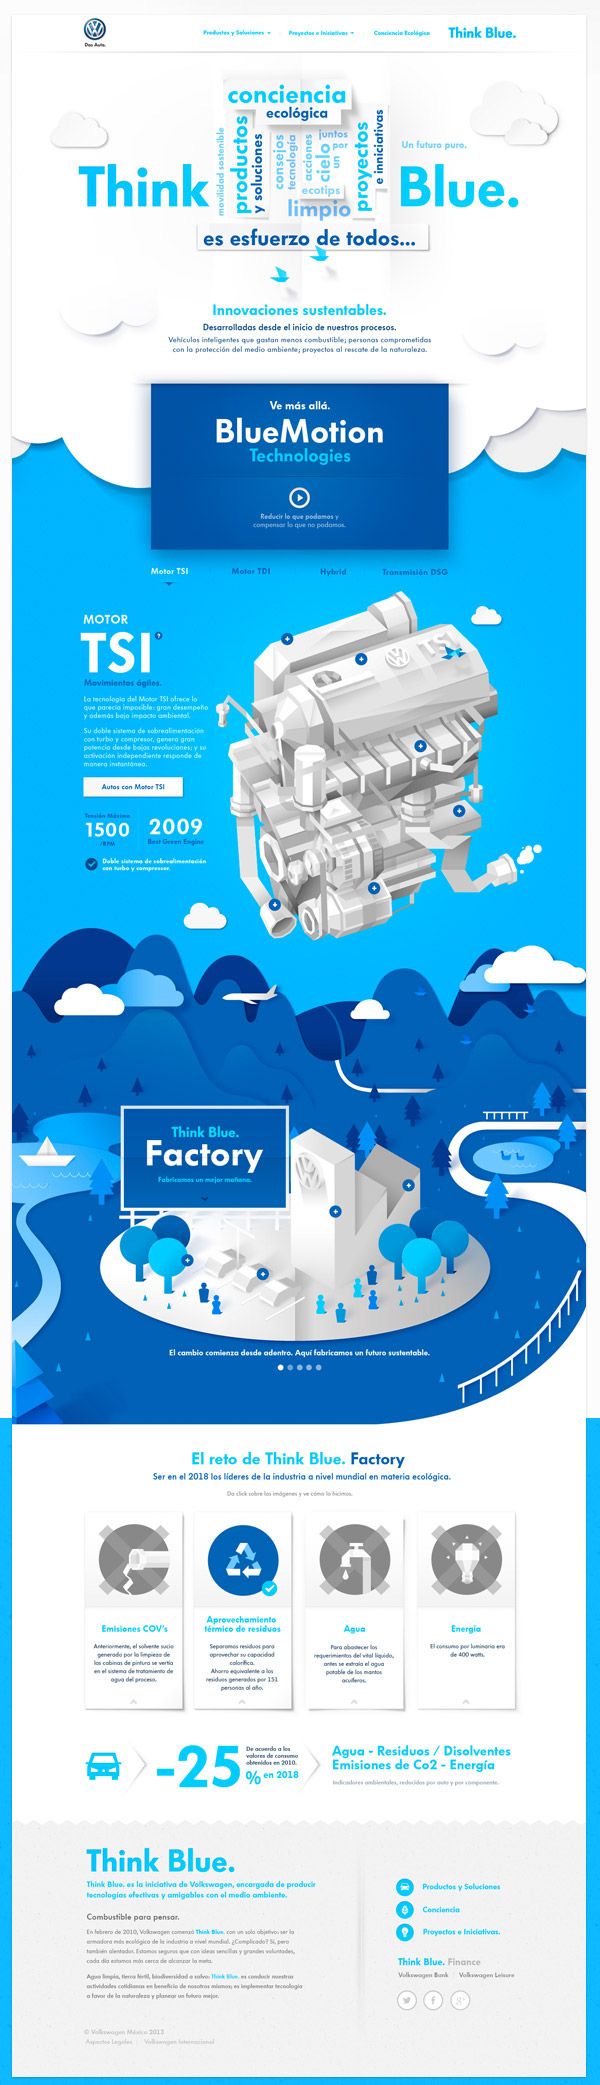 Das Auto.
Productos y Soluciones
Proyectos e Iniciativas
Conciencia Ecológica
Think Blue.
conciencia
ecológica
movilidad sostenible
productos
y soluciones
consejos
tecnología
acciones
cielo
juntos
por
un
ecotips
limpio
proyectos
e inniciativas
Un futuro puro.
Think Blue.
es esfuerzo de todos...
Innovaciones sustentables.
Desarrolladas desde el inicio de nuestros procesos.
Vehículos inteligentes que gastan menos combustible; personas comprometidas
con la protección del medio ambiente; proyectos al rescate de la naturaleza.
Ve más allá.
BlueMotion
Technologies
Reducir lo que podamos y
compensar lo que no podamos.
Motor TSI
Motor TDI
Hybrid
Transmisión DSG
MOTOR
TSI
?
Movimientos ágiles.
La tecnología del Motor TSI ofrece lo
que parecía imposible: gran desempeño
y además bajo impacto ambiental.
Su doble sistema de sobrealimentación
con turbo y compresor, genera gran
potencia desde bajas revoluciones; y su
activación independiente responde de
manera instantánea.
Autos con Motor TSI
Tensión Máxima
1500
/RPM
2009
Best Green Engine
Doble sistema de sobrealimentación
con turbo y compresor.
TSI
Think Blue.
Factory
Fabricamos un mejor mañana.
El cambio comienza desde adentro. Aquí fabricamos un futuro sustentable.
El reto de Think Blue. Factory
Ser en el 2018 los líderes de la industria a nivel mundial en materia ecológica.
Da click sobre las imágenes y ve cómo lo hicimos.
Emisiones COV's
Anteriormente, el solvente sucio
generado por la limpieza de
las cabinas de pintura se vertía
en el sistema de tratamiento de
agua del proceso.
Aprovechamiento
térmico de residuos
Separamos residuos para
aprovechar su capacidad
calorífica.
Ahorro equivalente a los
residuos generados por 151
personas al año.
Agua
Para abastecer los
requerimientos del vital líquido,
antes se extraía el agua
potable de los mantos
acuíferos.
Energía
El consumo por luminaria era
de 400 watts.
-25%
De acuerdo a los
valores de consumo
obtenidos en 2010.
en 2018
Agua - Residuos / Disolventes
Emisiones de Co2 - Energía
Indicadores ambientales, reducidos por auto y por componente.
Think Blue.
Think Blue. es la iniciativa de Volkswagen, encargada de producir
tecnologías efectivas y amigables con el medio ambiente.
Combustible para pensar.
En febrero de 2010, Volkswagen comenzó Think Blue. con un solo objetivo: ser la
armadora más ecológica de la industria a nivel mundial. ¿Complicado? Sí, pero
también alentador. Estamos seguros que con ideas sencillas y grandes voluntades,
cada día estamos más cerca de alcanzar la meta.
Agua limpia, tierra fértil, biodiversidad a salvo: Think Blue. es conducir nuestras
actividades cotidianas en beneficio de nosotros mismos; es implementar tecnología
a favor de la naturaleza y planear un futuro mejor.
Productos y Soluciones
Conciencia
Proyectos e Iniciativas.
Think Blue. Finance
Volkswagen Bank | Volkswagen Leisure
© Volkswagen México 2013
Aspectos Legales | Volkswagen Internacional